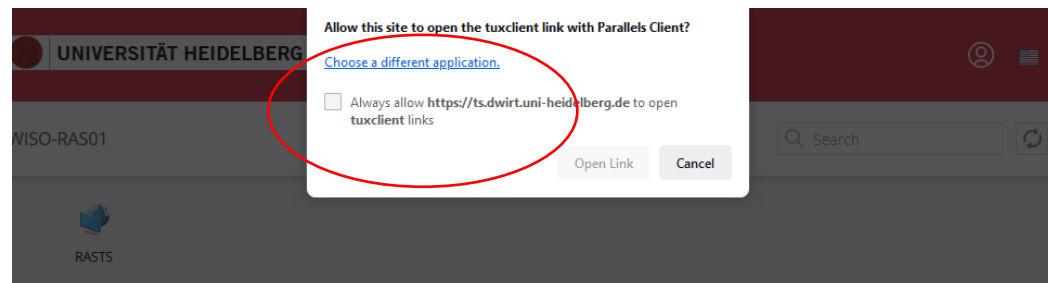 Allow this site to open the tuxclient link with Parallels Client?
UNIVERSITÄT HEIDELBERG
Choose a different application.
Always allow https://ts.dwirt.uni-heidelberg.de to open
tuxclient links
WISO-RAS01
Search
Open Link
Cancel
RASTS